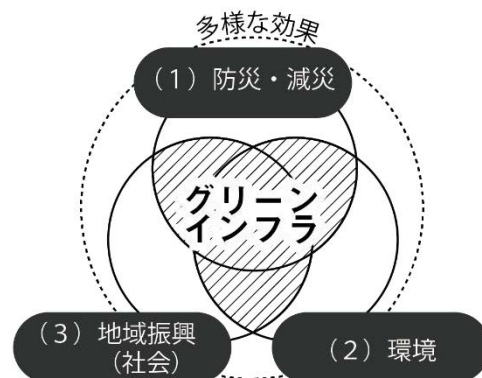 多様な効果
（１）防災・減災
グリーン
インフラ
（３）地域振興
（社会）
（２）環境